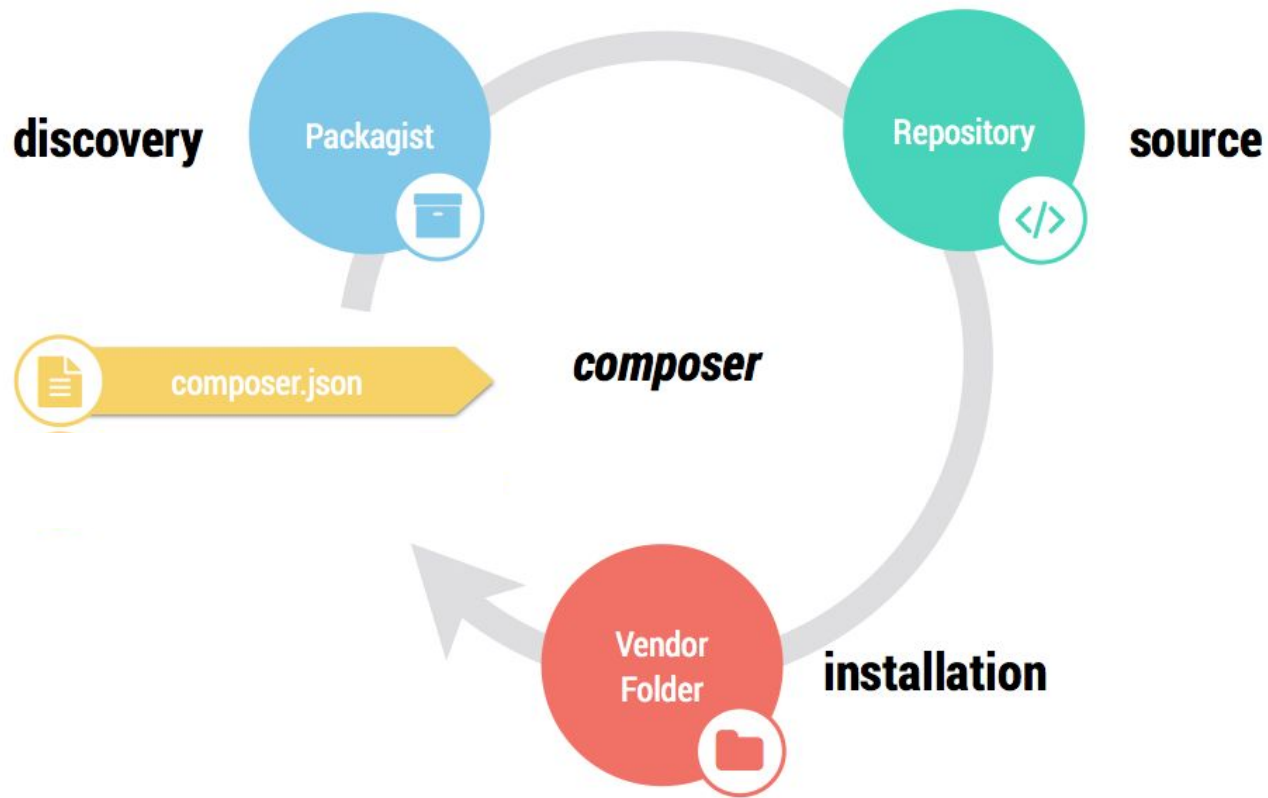 discovery
Packagist
Repository
source
</>
composer.json
composer
Vendor
Folder
installation